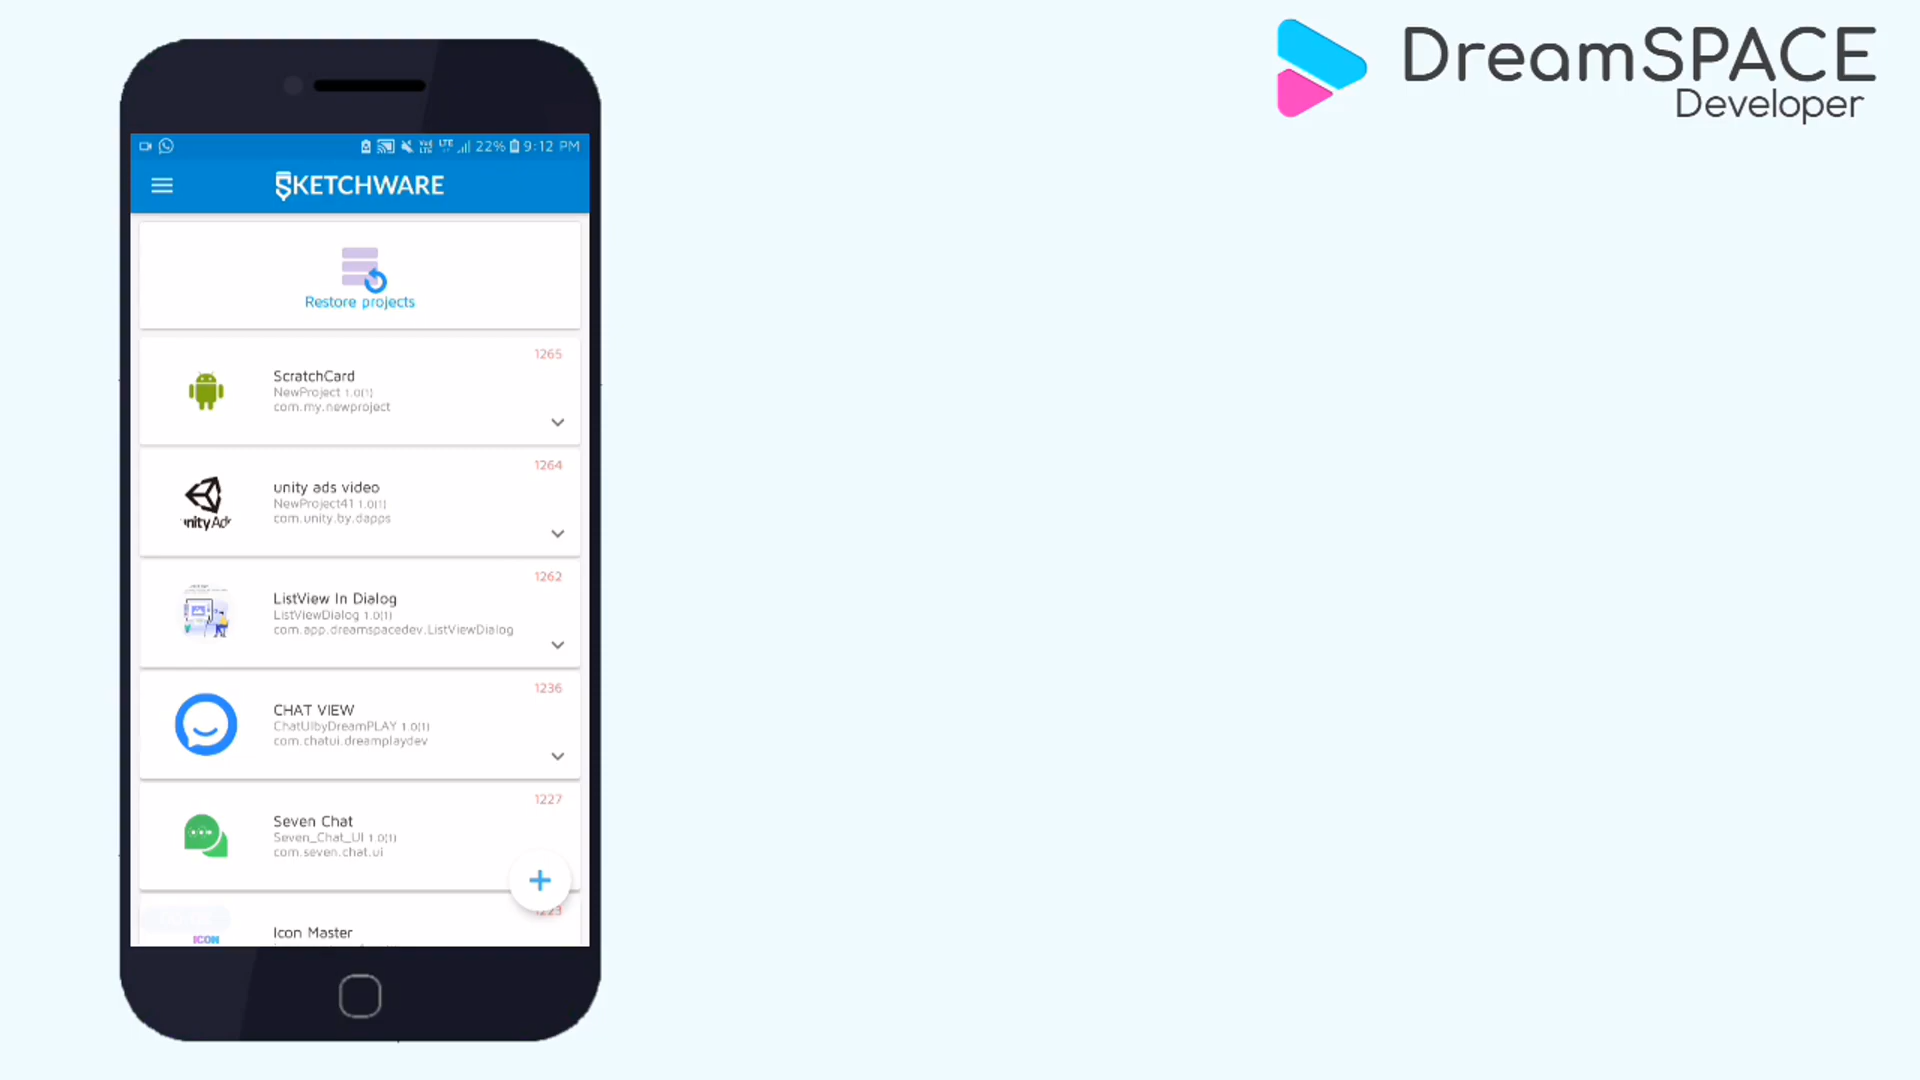 DreamSPACE
Developer
22% 9:12 PM
SKETCHWARE
Restore projects
1265
ScratchCard
NewProject 1.0(1)
com.my.newproject
1264
unity ads video
NewProject41 1.0(1)
com.unity.by.dapps
1262
ListView In Dialog
ListViewDialog 1.0(1)
com.app.dreamspacedev.ListViewDialog
1236
CHAT VIEW
ChatUIbyDreamPLAY 1.0(1)
com.chatui.dreamplaydev
1227
Seven Chat
Seven_Chat_UI 1.0(1)
com.seven.chat.ui
+
1223
Icon Master
ICON